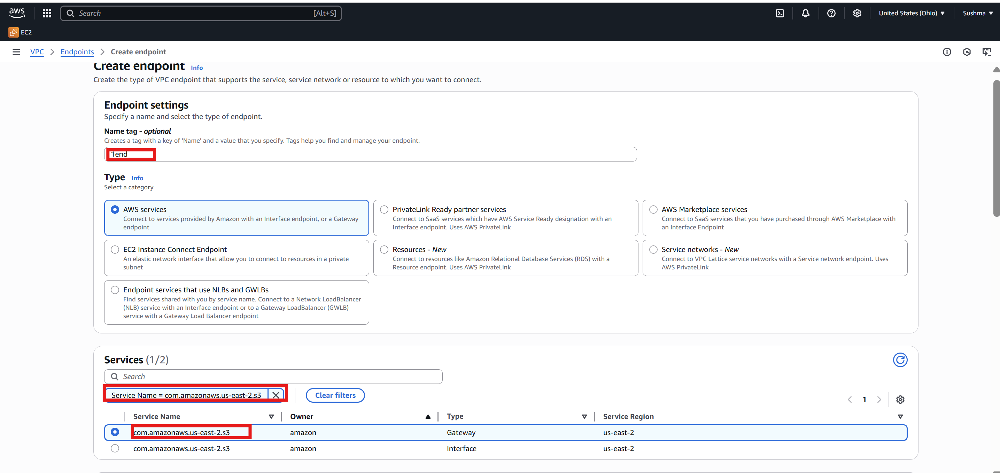 aws
Search [Alt+S]
United States (Ohio)
Sushma
EC2
VPC
Endpoints
Create endpoint
Create endpoint Info
Create the type of VPC endpoint that supports the service, service network or resource to which you want to connect.
Endpoint settings
Specify a name and select the type of endpoint.
Name tag - optional
Creates a tag with a key of 'Name' and a value that you specify. Tags help you find and manage your endpoint.
1end
Type Info
Select a category
AWS services
Connect to services provided by Amazon with an Interface endpoint, or a Gateway
endpoint
PrivateLink Ready partner services
Connect to SaaS services which have AWS Service Ready designation with an
Interface endpoint. Uses AWS PrivateLink
AWS Marketplace services
Connect to SaaS services that you have purchased through AWS Marketplace with
an Interface Endpoint
EC2 Instance Connect Endpoint
An elastic network interface that allow you to connect to resources in a private
subnet
Resources - New
Connect to resources like Amazon Relational Database Services (RDS) with a
Resource endpoint. Uses AWS PrivateLink
Service networks - New
Connect to VPC Lattice service networks with a Service network endpoint. Uses
AWS PrivateLink
Endpoint services that use NLBs and GWLBs
Find services shared with you by service name. Connect to a Network LoadBalancer
(NLB) service with an Interface endpoint or to a Gateway LoadBalancer (GWLB)
service with a Gateway Load Balancer endpoint
Services (1/2)
Search
Service Name = com.amazonaws.us-east-2.s3
Clear filters
1
Service Name Owner Type Service Region
com.amazonaws.us-east-2.s3 amazon Gateway us-east-2
com.amazonaws.us-east-2.s3 amazon Interface us-east-2